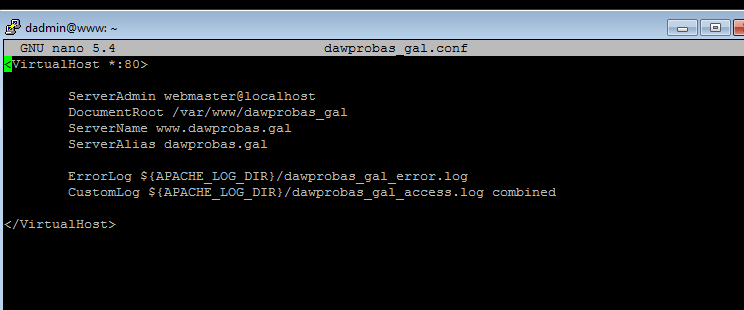 dadmin@www: ~
GNU nano 5.4 dawprobas_gal.conf
<VirtualHost *:80>
ServerAdmin webmaster@localhost
DocumentRoot /var/www/dawprobas_gal
ServerName www.dawprobas.gal
ServerAlias dawprobas.gal
ErrorLog ${APACHE_LOG_DIR}/dawprobas_gal_error.log
CustomLog ${APACHE_LOG_DIR}/dawprobas_gal_access.log combined
</VirtualHost>